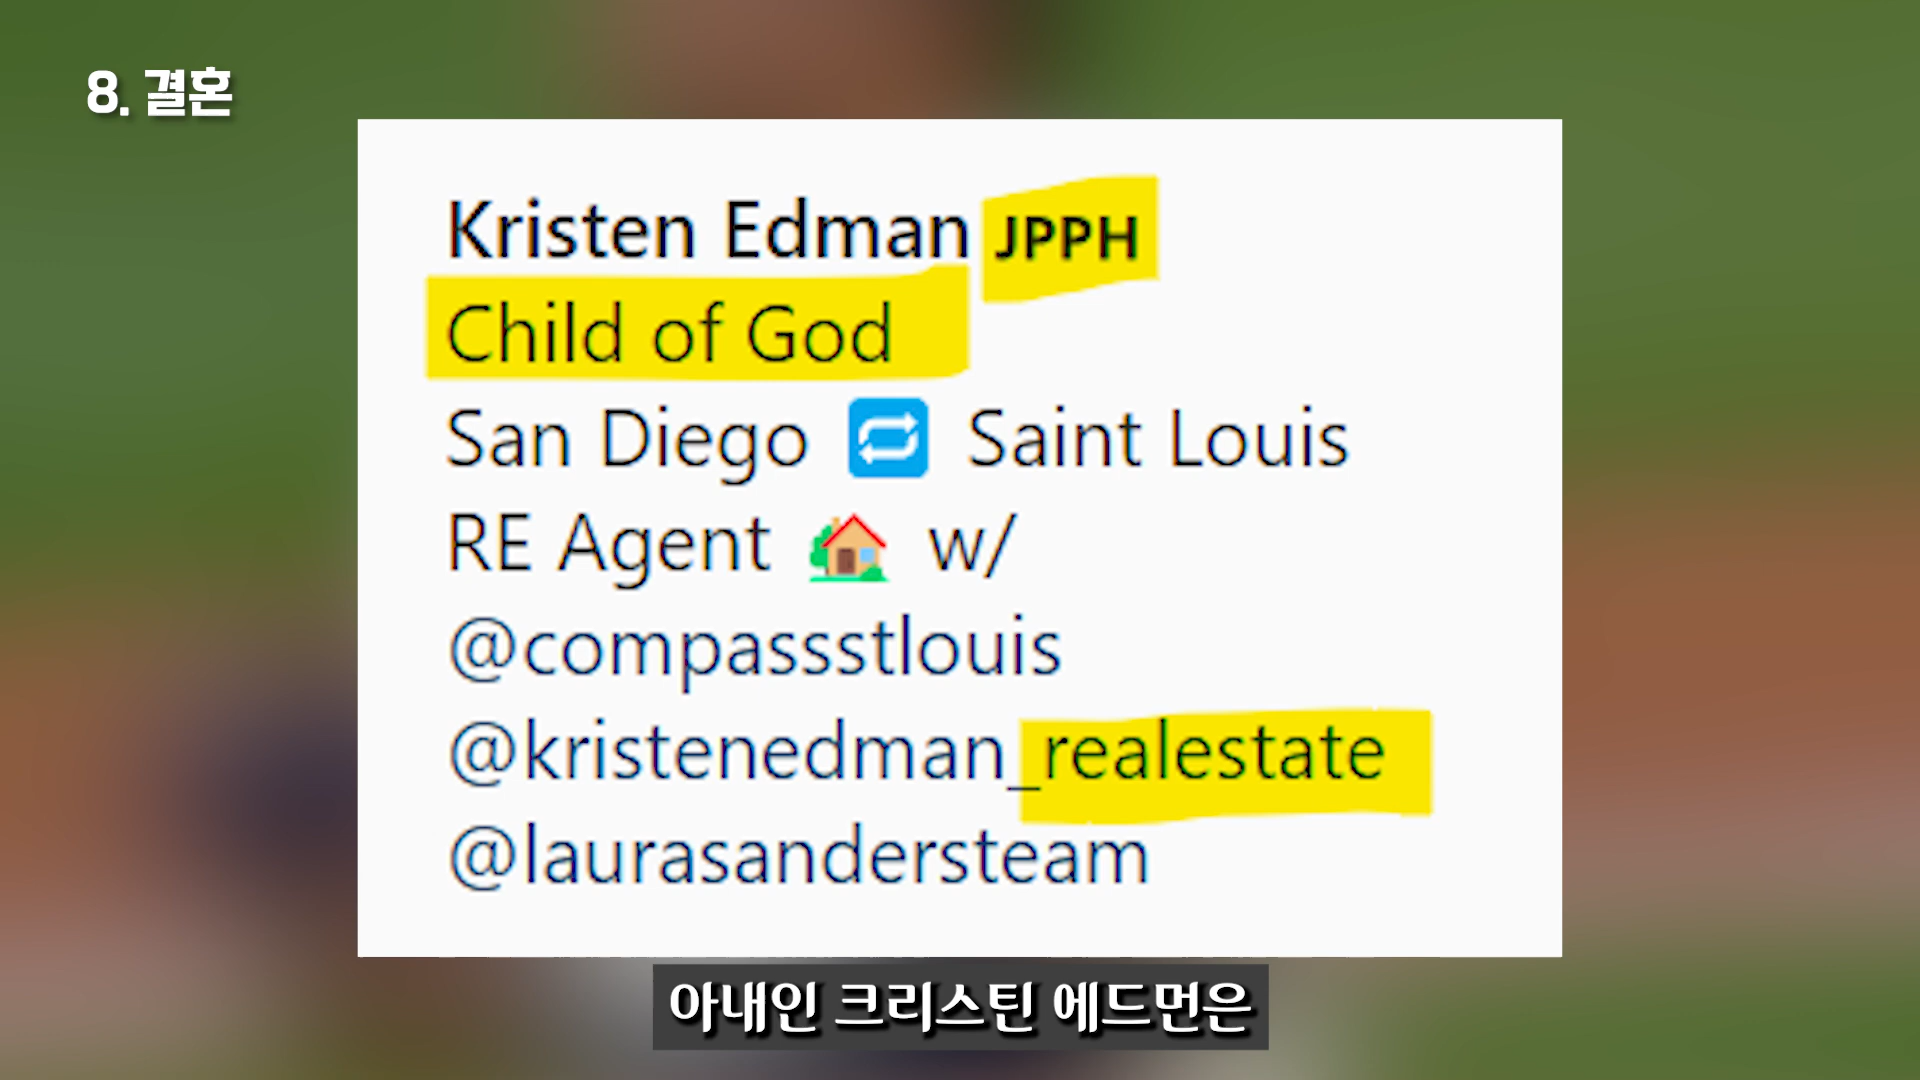 8. 결혼
Kristen Edman JPPH
Child of God
San Diego 🔁 Saint Louis
RE Agent 🏡 w/
@compassstlouis
@kristenedman_realestate
@laurasandersteam
아내인 크리스틴 에드먼은